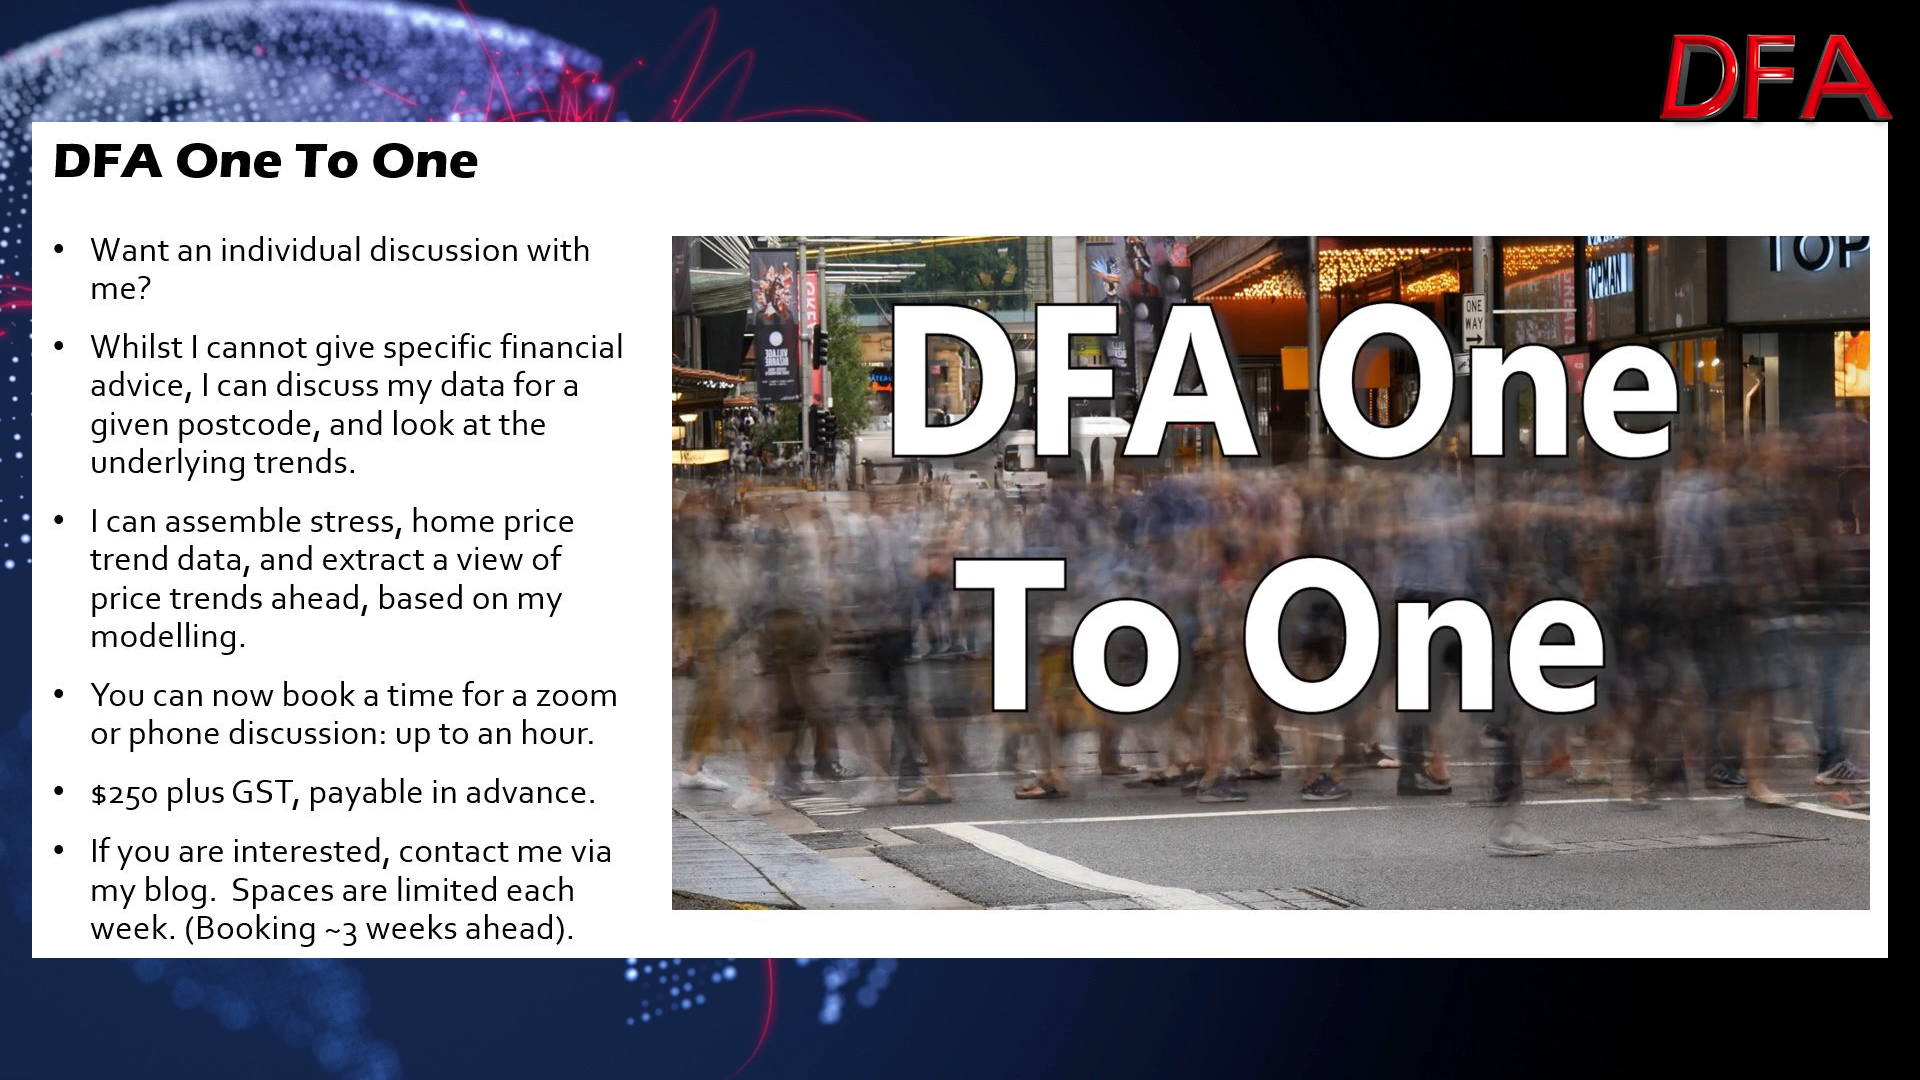 DFA
DFA One To One
• Want an individual discussion with
me?
• Whilst I cannot give specific financial
advice, I can discuss my data for a
given postcode, and look at the
underlying trends.
• I can assemble stress, home price
trend data, and extract a view of
price trends ahead, based on my
modelling.
• You can now book a time for a zoom
or phone discussion: up to an hour.
• $250 plus GST, payable in advance.
• If you are interested, contact me via
my blog.  Spaces are limited each
week. (Booking ~3 weeks ahead).
TOP
TOPMAN
ONE
WAY
DFA One
To One